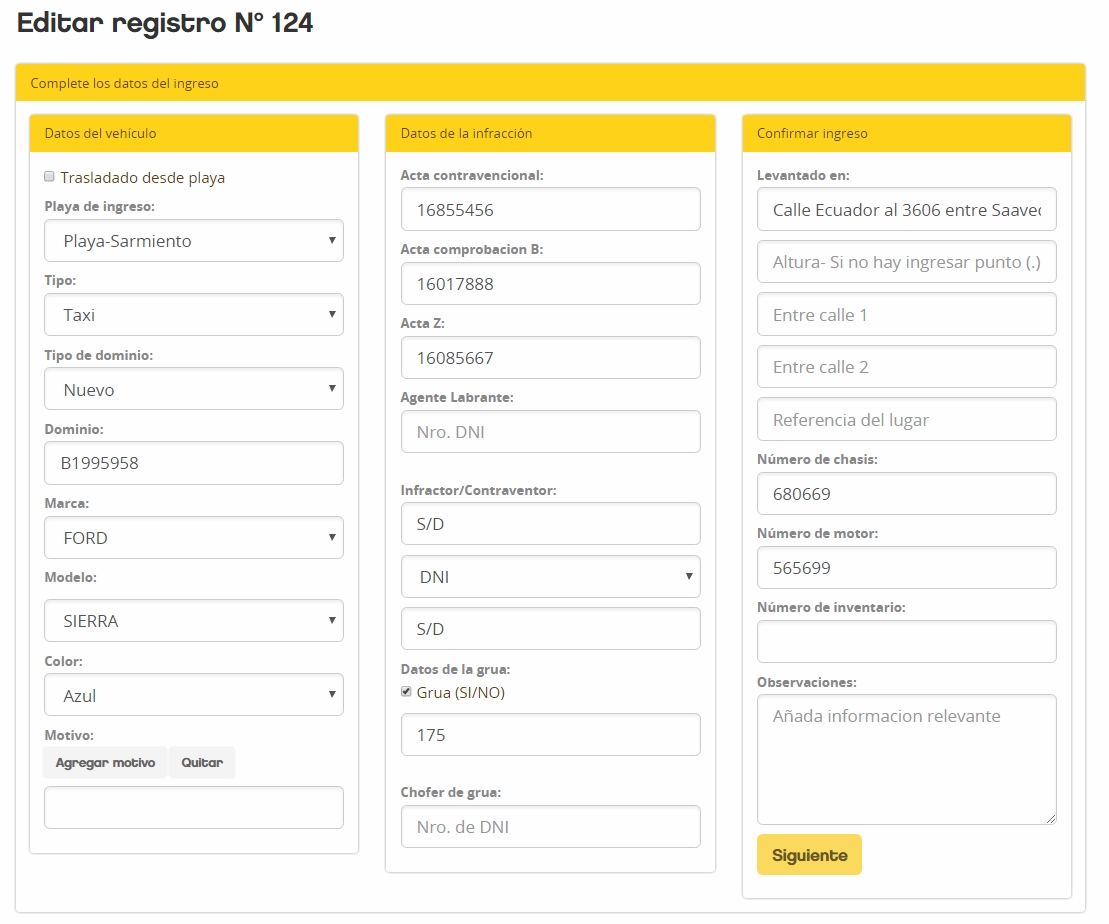 Editar registro N° 124
Complete los datos del ingreso
Datos del vehículo
Trasladado desde playa
Playa de ingreso:
Playa-Sarmiento
Tipo:
Taxi
Tipo de dominio:
Nuevo
Dominio:
B1995958
Marca:
FORD
Modelo:
SIERRA
Color:
Azul
Motivo:
Agregar motivo Quitar
Datos de la infracción
Acta contravencional:
16855456
Acta comprobacion B:
16017888
Acta Z:
16085667
Agente Labrante:
Nro. DNI
Infractor/Contraventor:
S/D
DNI
S/D
Datos de la grua:
Grua (SI/NO)
175
Chofer de grua:
Nro. de DNI
Confirmar ingreso
Levantado en:
Calle Ecuador al 3606 entre Saaved
Altura- Si no hay ingresar punto (.)
Entre calle 1
Entre calle 2
Referencia del lugar
Número de chasis:
680669
Número de motor:
565699
Número de inventario:
Observaciones:
Añada informacion relevante
Siguiente